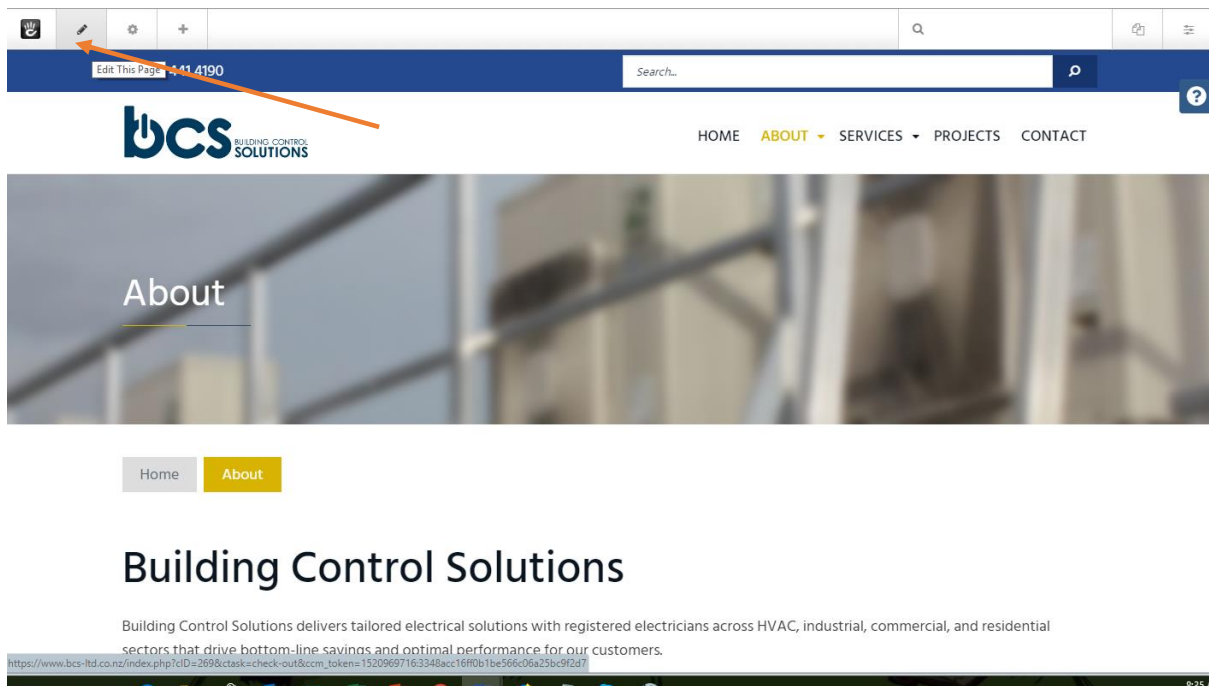 Edit This Page 441 4190
Search...
bcs BUILDING CONTROL
SOLUTIONS
HOME ABOUT SERVICES PROJECTS CONTACT
About
Home About
Building Control Solutions
Building Control Solutions delivers tailored electrical solutions with registered electricians across HVAC, industrial, commercial, and residential
sectors that drive bottom-line savings and optimal performance for our customers.
https://www.bcs-ltd.co.nz/index.php?cID=269&ctask=check-out&ccm_token=1520969716:3348acc16ff0b1be566c06a25bc9f2d7